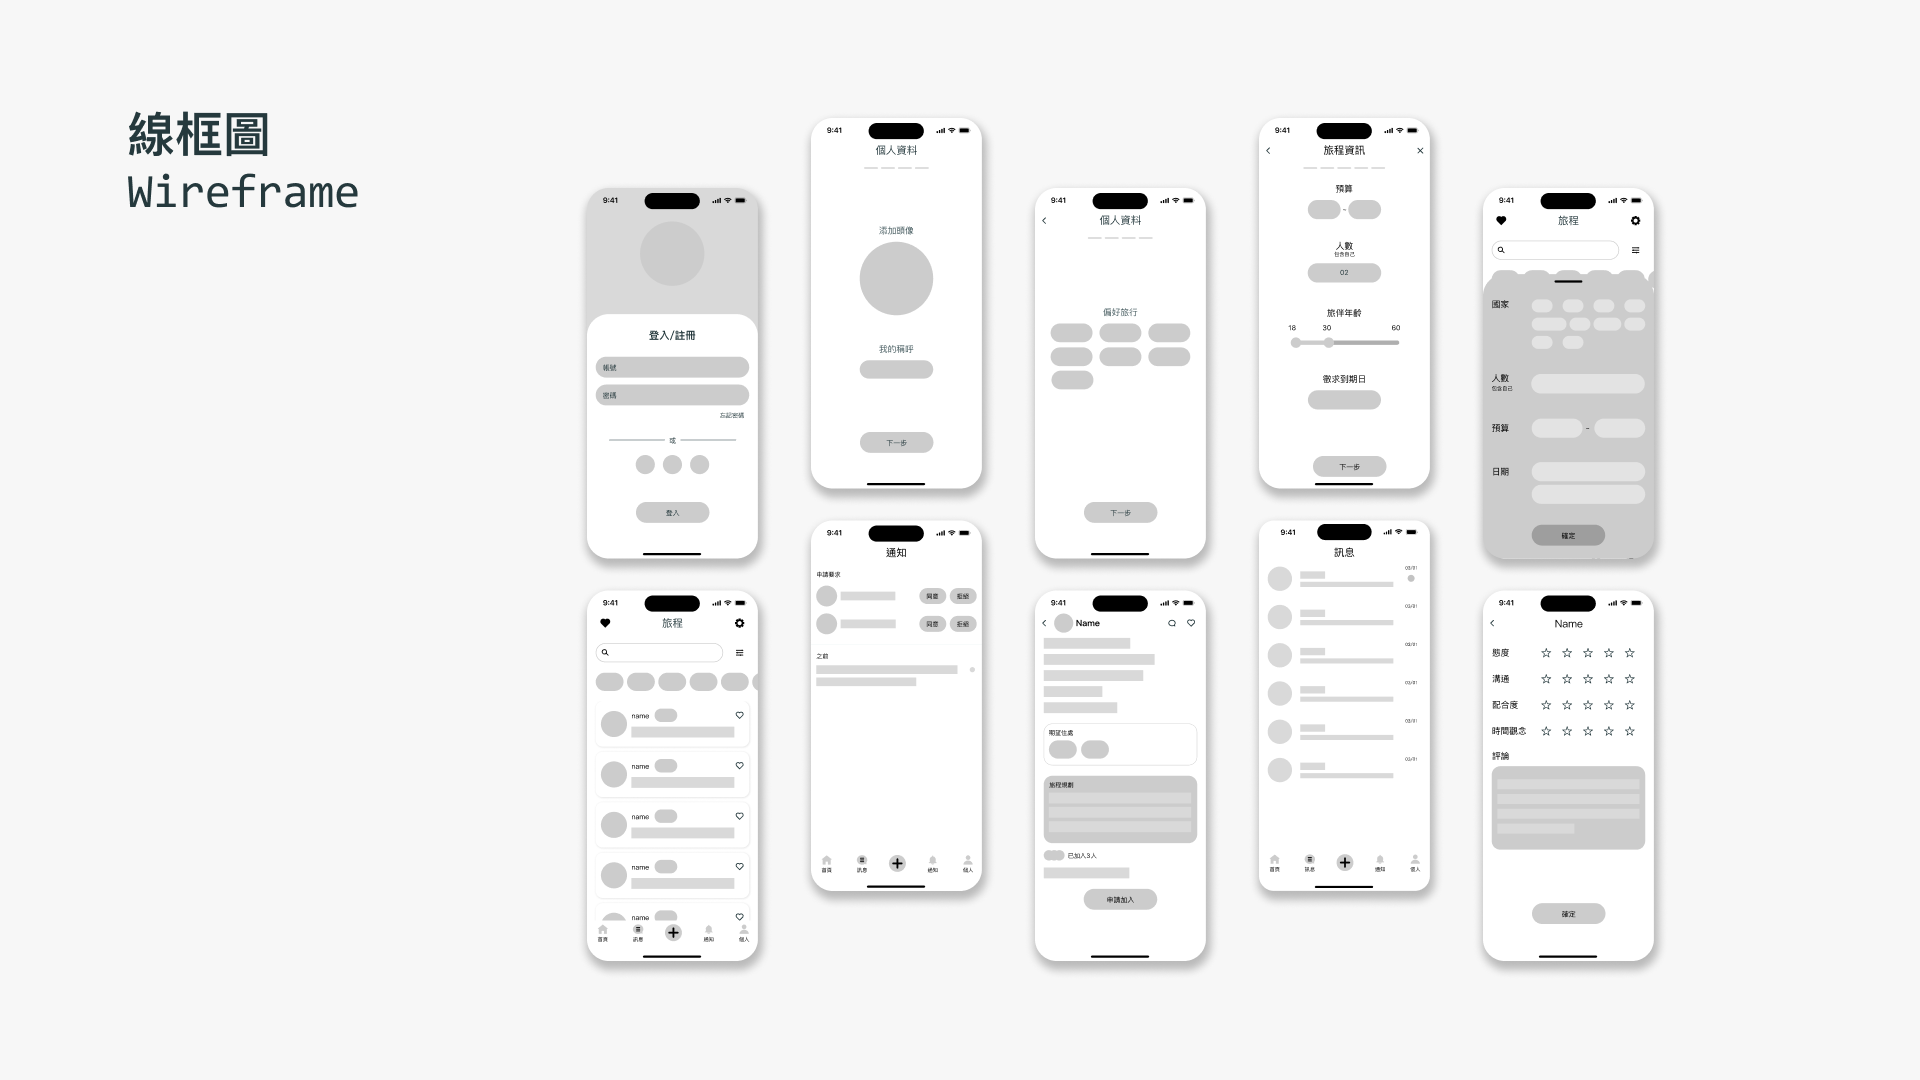 線框圖
Wireframe
9:41
登入/註冊
帳號
密碼
忘記密碼
或
登入
9:41
個人資料
添加頭像
我的稱呼
下一步
9:41
個人資料
偏好旅行
下一步
9:41
旅程資訊
預算
-
人數
包含自己
02
旅伴年齡
18 30 60
徵求到期日
下一步
9:41
旅程
國家
人數
包含自己
預算 -
日期
確定
9:41
旅程
name
name
name
name
name
首頁 訊息 通知 個人
9:41
通知
申請要求
同意 拒絕
同意 拒絕
之前
首頁 訊息 通知 個人
9:41
Name
期望住處
旅程規劃
已加入3人
申請加入
9:41
訊息
03/01
03/01
03/01
03/01
03/01
03/01
首頁 訊息 通知 個人
9:41
Name
態度
溝通
配合度
時間觀念
評論
確定